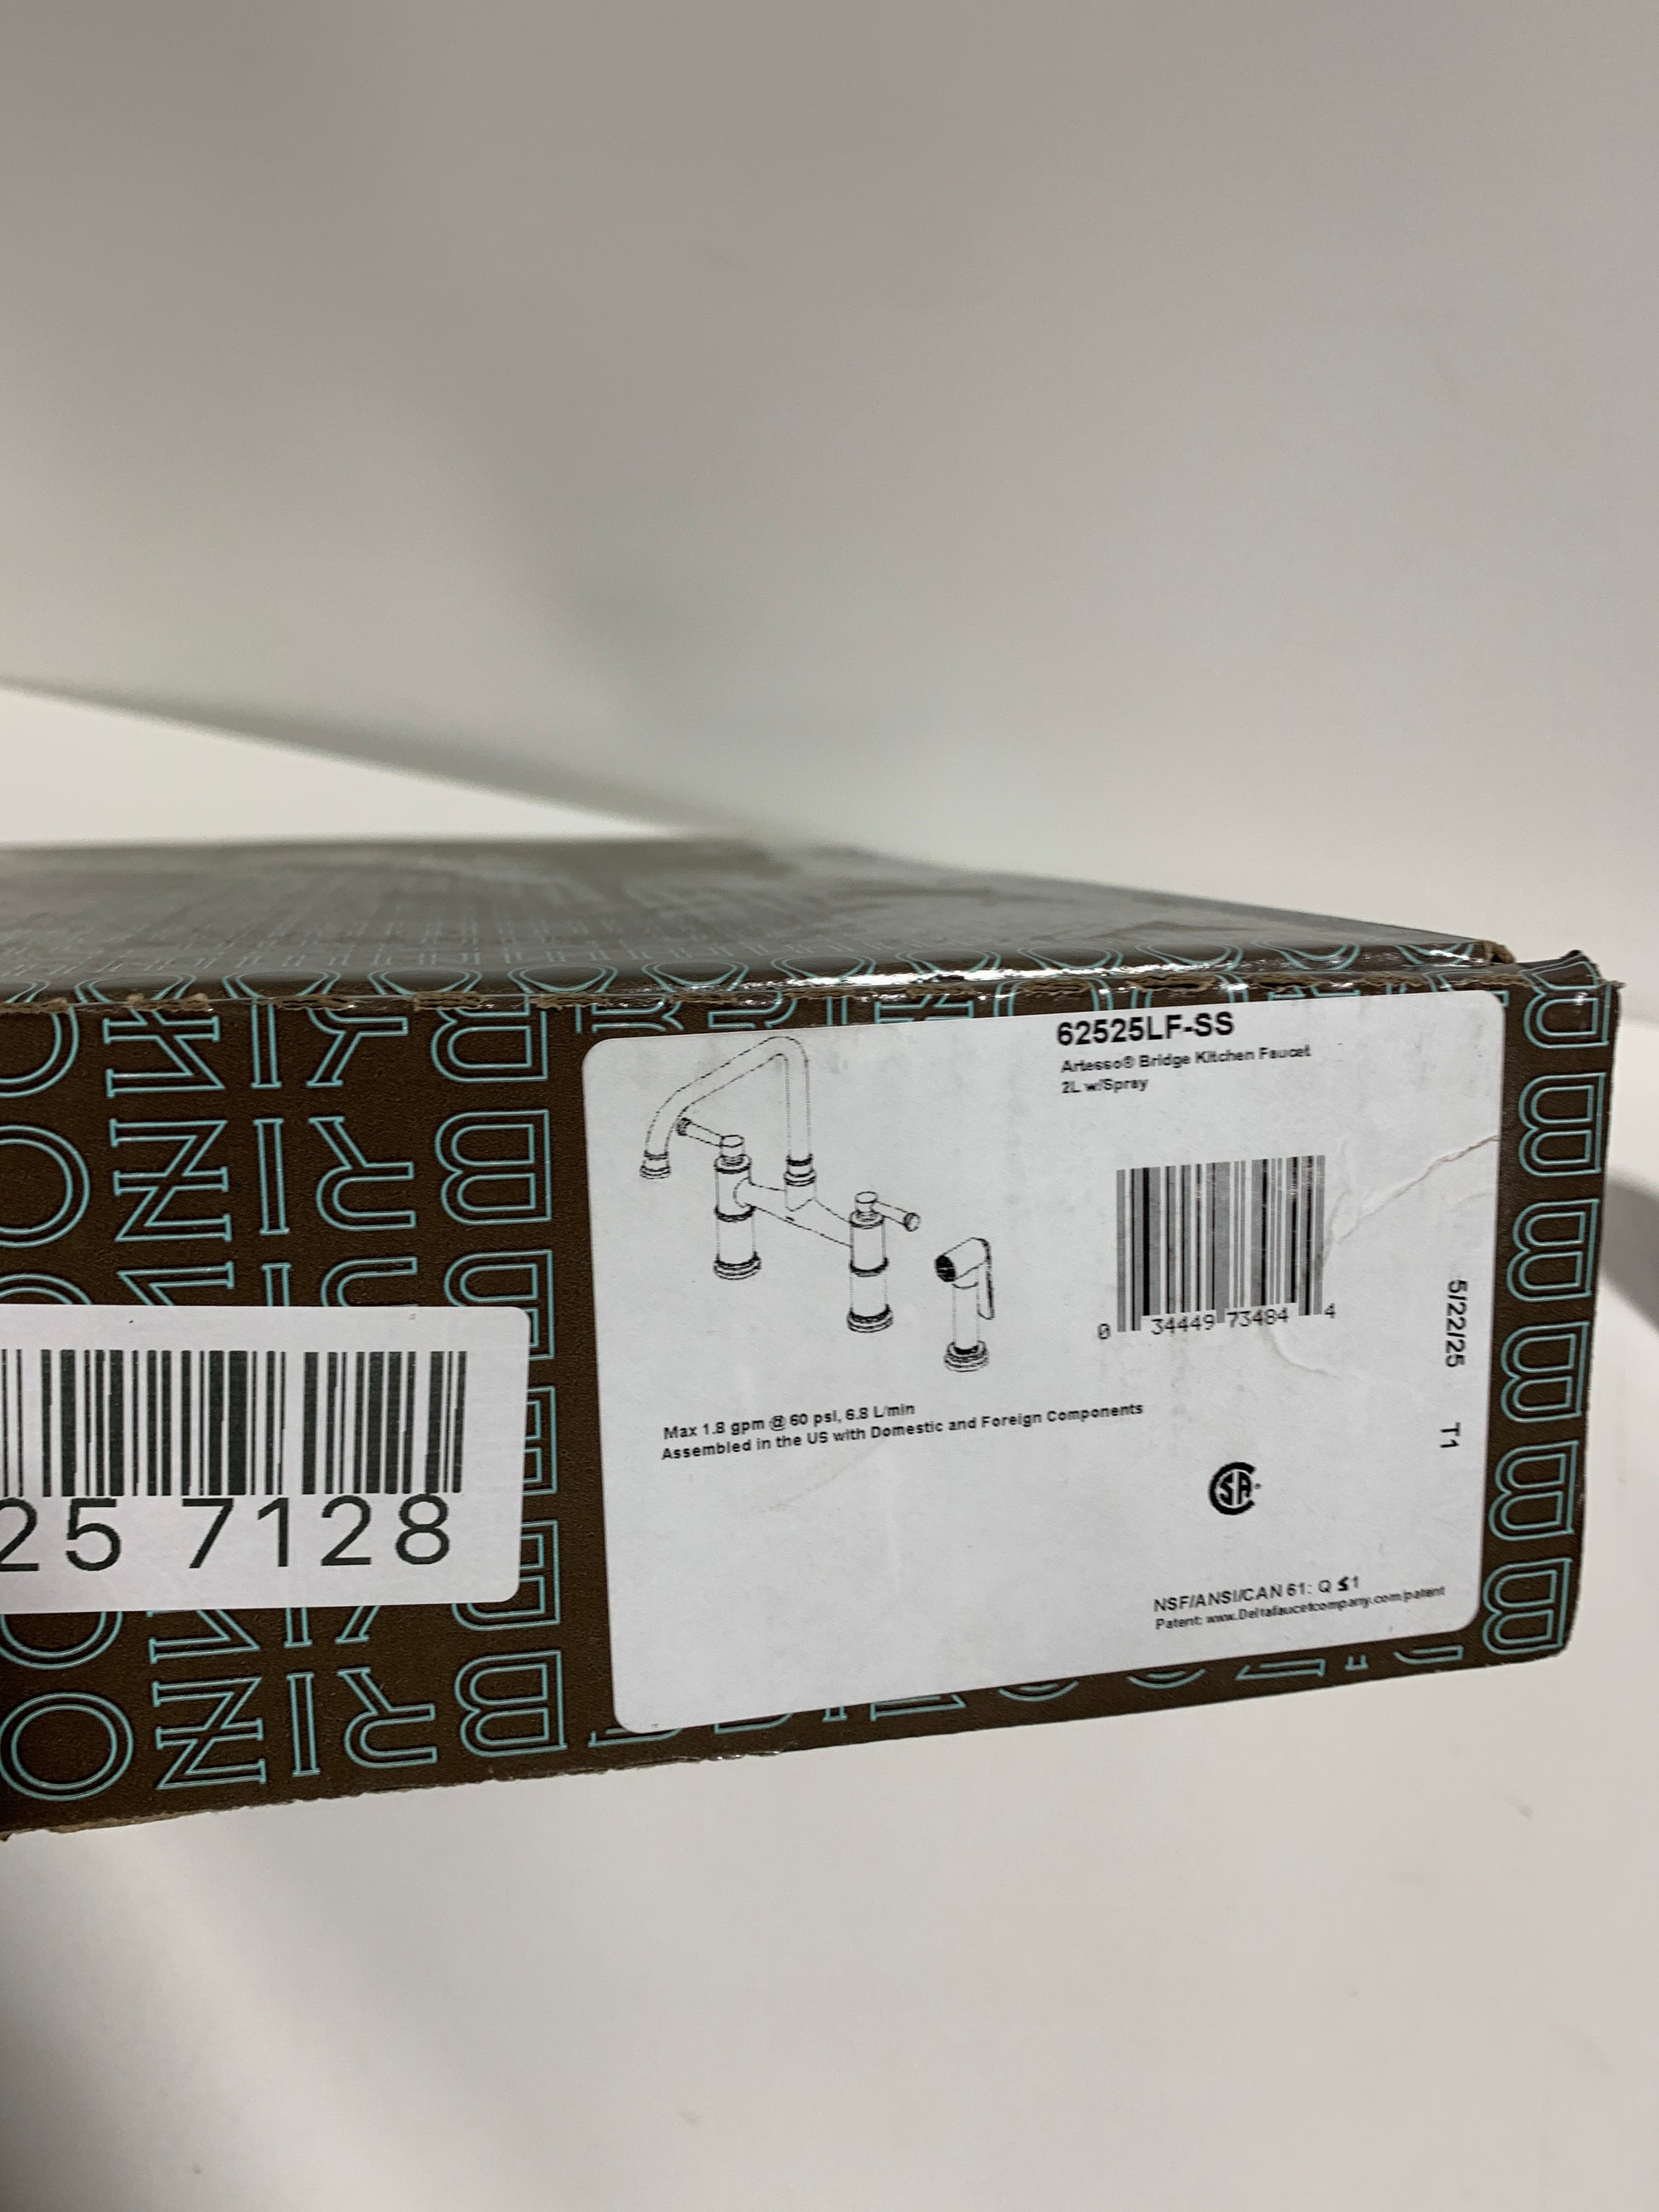 62525LF-SS
Artesso® Bridge Kitchen Faucet
2L w/Spray
0 34449 73484 4
5/22/25 T1
Max 1.8 gpm @ 60 psi, 6.8 L/min
Assembled in the US with Domestic and Foreign Components
CSA
NSF/ANSI/CAN 61: Q ≤ 1
Patent: www.Deltafaucetcompany.com/patent
25 7128
BRIZO